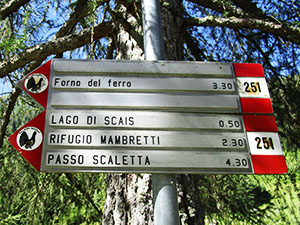 Forno del ferro 3.30 251
LAGO DI SCAIS 0.50
RIFUGIO MAMBRETTI 2.30 251
PASSO SCALETTA 4.30